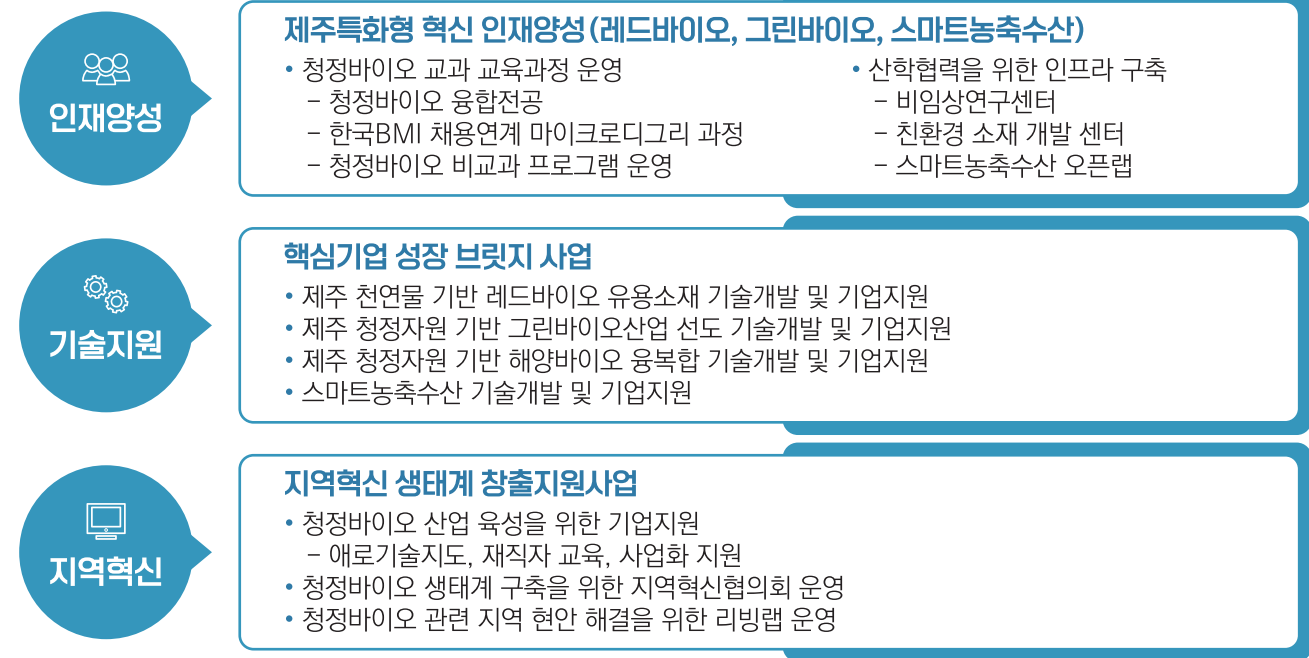 인재양성
제주특화형 혁신 인재양성(레드바이오, 그린바이오, 스마트농축수산)
• 청정바이오 교과 교육과정 운영
– 청정바이오 융합전공
– 한국BMI 채용연계 마이크로디그리 과정
– 청정바이오 비교과 프로그램 운영
• 산학협력을 위한 인프라 구축
– 비임상연구센터
– 친환경 소재 개발 센터
– 스마트농축수산 오픈랩
기술지원
핵심기업 성장 브릿지 사업
• 제주 천연물 기반 레드바이오 유용소재 기술개발 및 기업지원
• 제주 청정자원 기반 그린바이오산업 선도 기술개발 및 기업지원
• 제주 청정자원 기반 해양바이오 융복합 기술개발 및 기업지원
• 스마트농축수산 기술개발 및 기업지원
지역혁신
지역혁신 생태계 창출지원사업
• 청정바이오 산업 육성을 위한 기업지원
– 애로기술지도, 재직자 교육, 사업화 지원
• 청정바이오 생태계 구축을 위한 지역혁신협의회 운영
• 청정바이오 관련 지역 현안 해결을 위한 리빙랩 운영